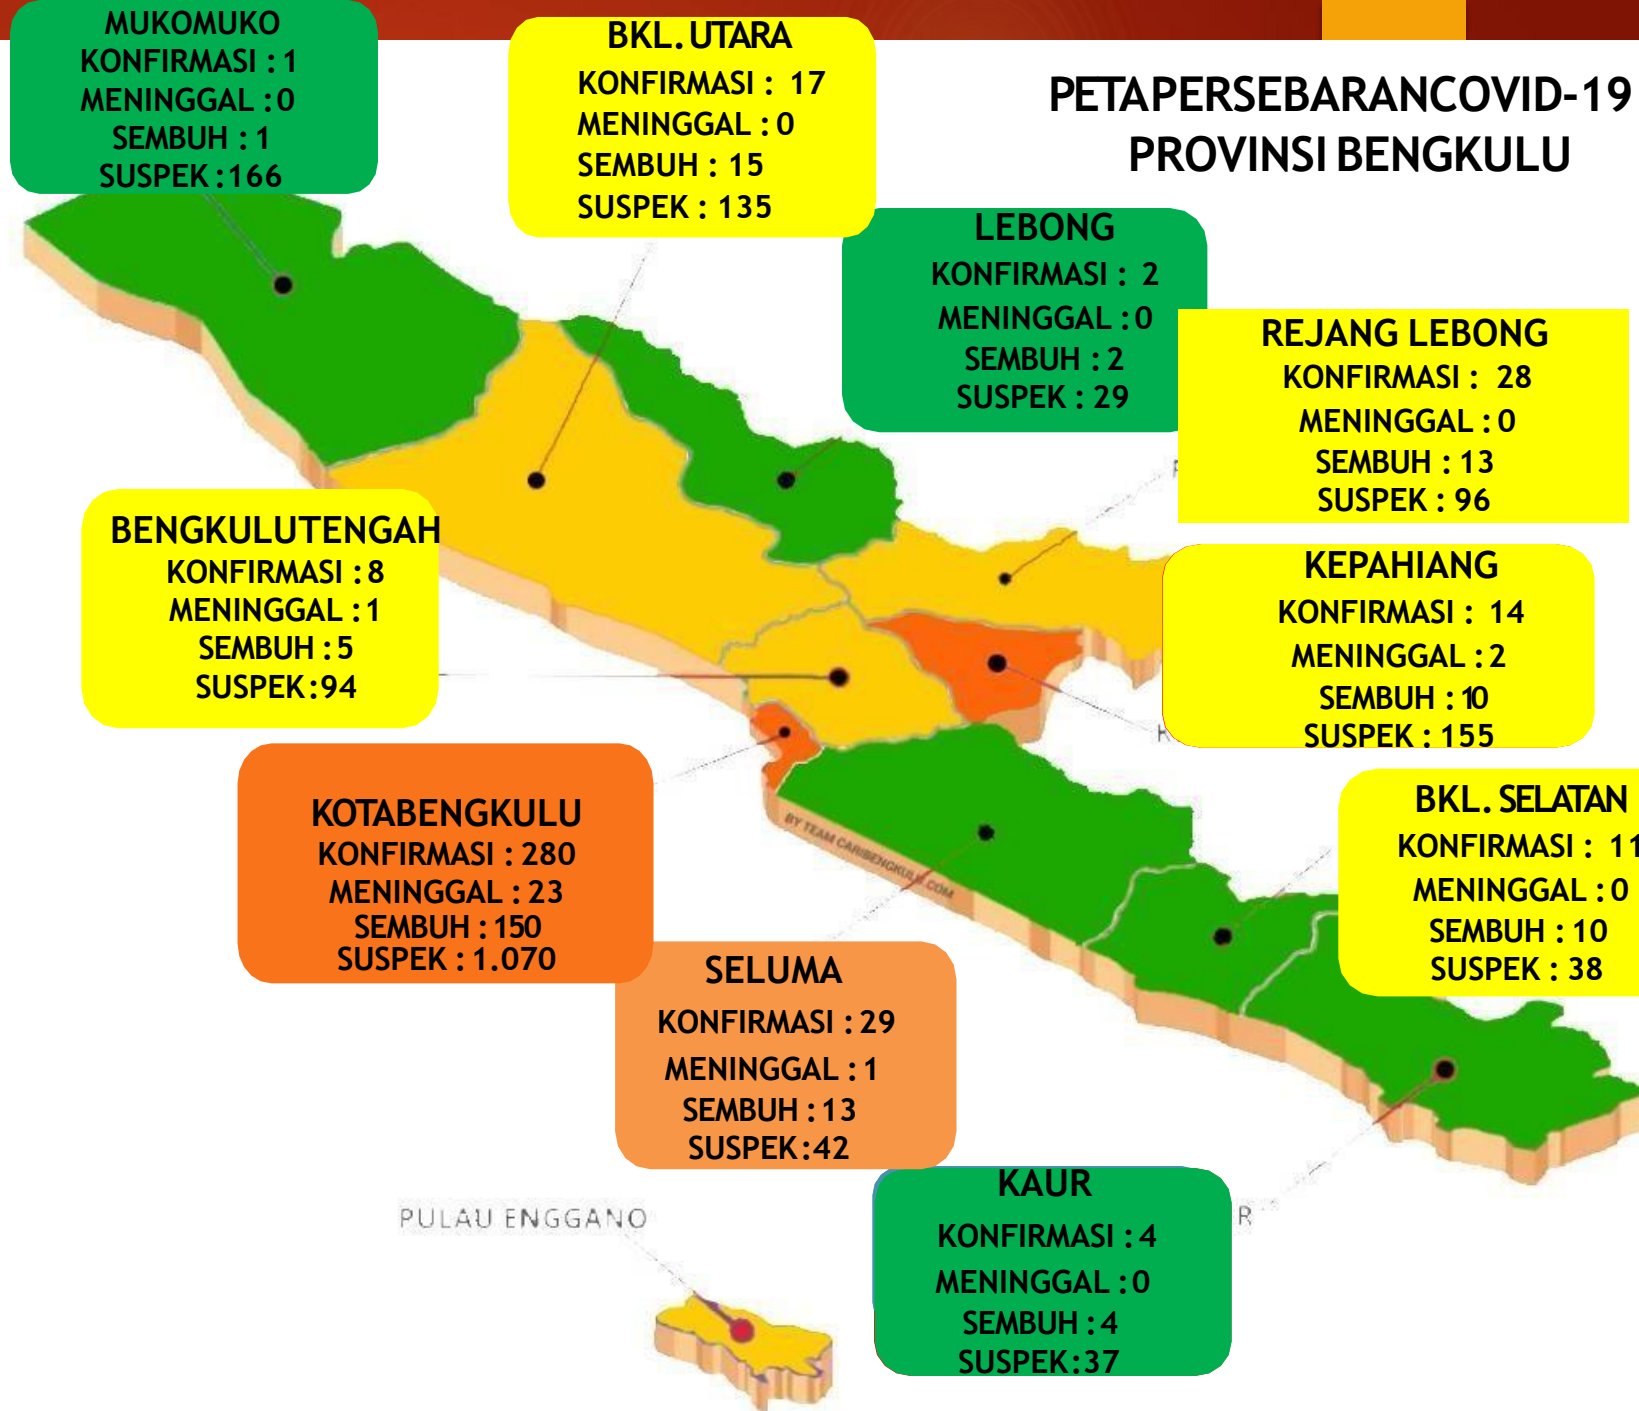 MUKOMUKO
KONFIRMASI : 1
MENINGGAL : 0
SEMBUH : 1
SUSPEK : 166
BKL. UTARA
KONFIRMASI : 17
MENINGGAL : 0
SEMBUH : 15
SUSPEK : 135
PETAPERSEBARANCOVID-19
PROVINSI BENGKULU
LEBONG
KONFIRMASI : 2
MENINGGAL : 0
SEMBUH : 2
SUSPEK : 29
REJANG LEBONG
KONFIRMASI : 28
MENINGGAL : 0
SEMBUH : 13
SUSPEK : 96
BENGKULUTENGAH
KONFIRMASI : 8
MENINGGAL : 1
SEMBUH : 5
SUSPEK : 94
KEPAHIANG
KONFIRMASI : 14
MENINGGAL : 2
SEMBUH : 10
SUSPEK : 155
KOTABENGKULU
KONFIRMASI : 280
MENINGGAL : 23
SEMBUH : 150
SUSPEK : 1.070
BY TEAM CARIBENGKULU.COM
BKL. SELATAN
KONFIRMASI : 11
MENINGGAL : 0
SEMBUH : 10
SUSPEK : 38
SELUMA
KONFIRMASI : 29
MENINGGAL : 1
SEMBUH : 13
SUSPEK : 42
KAUR
KONFIRMASI : 4
MENINGGAL : 0
SEMBUH : 4
SUSPEK : 37
PULAU ENGGANO
R